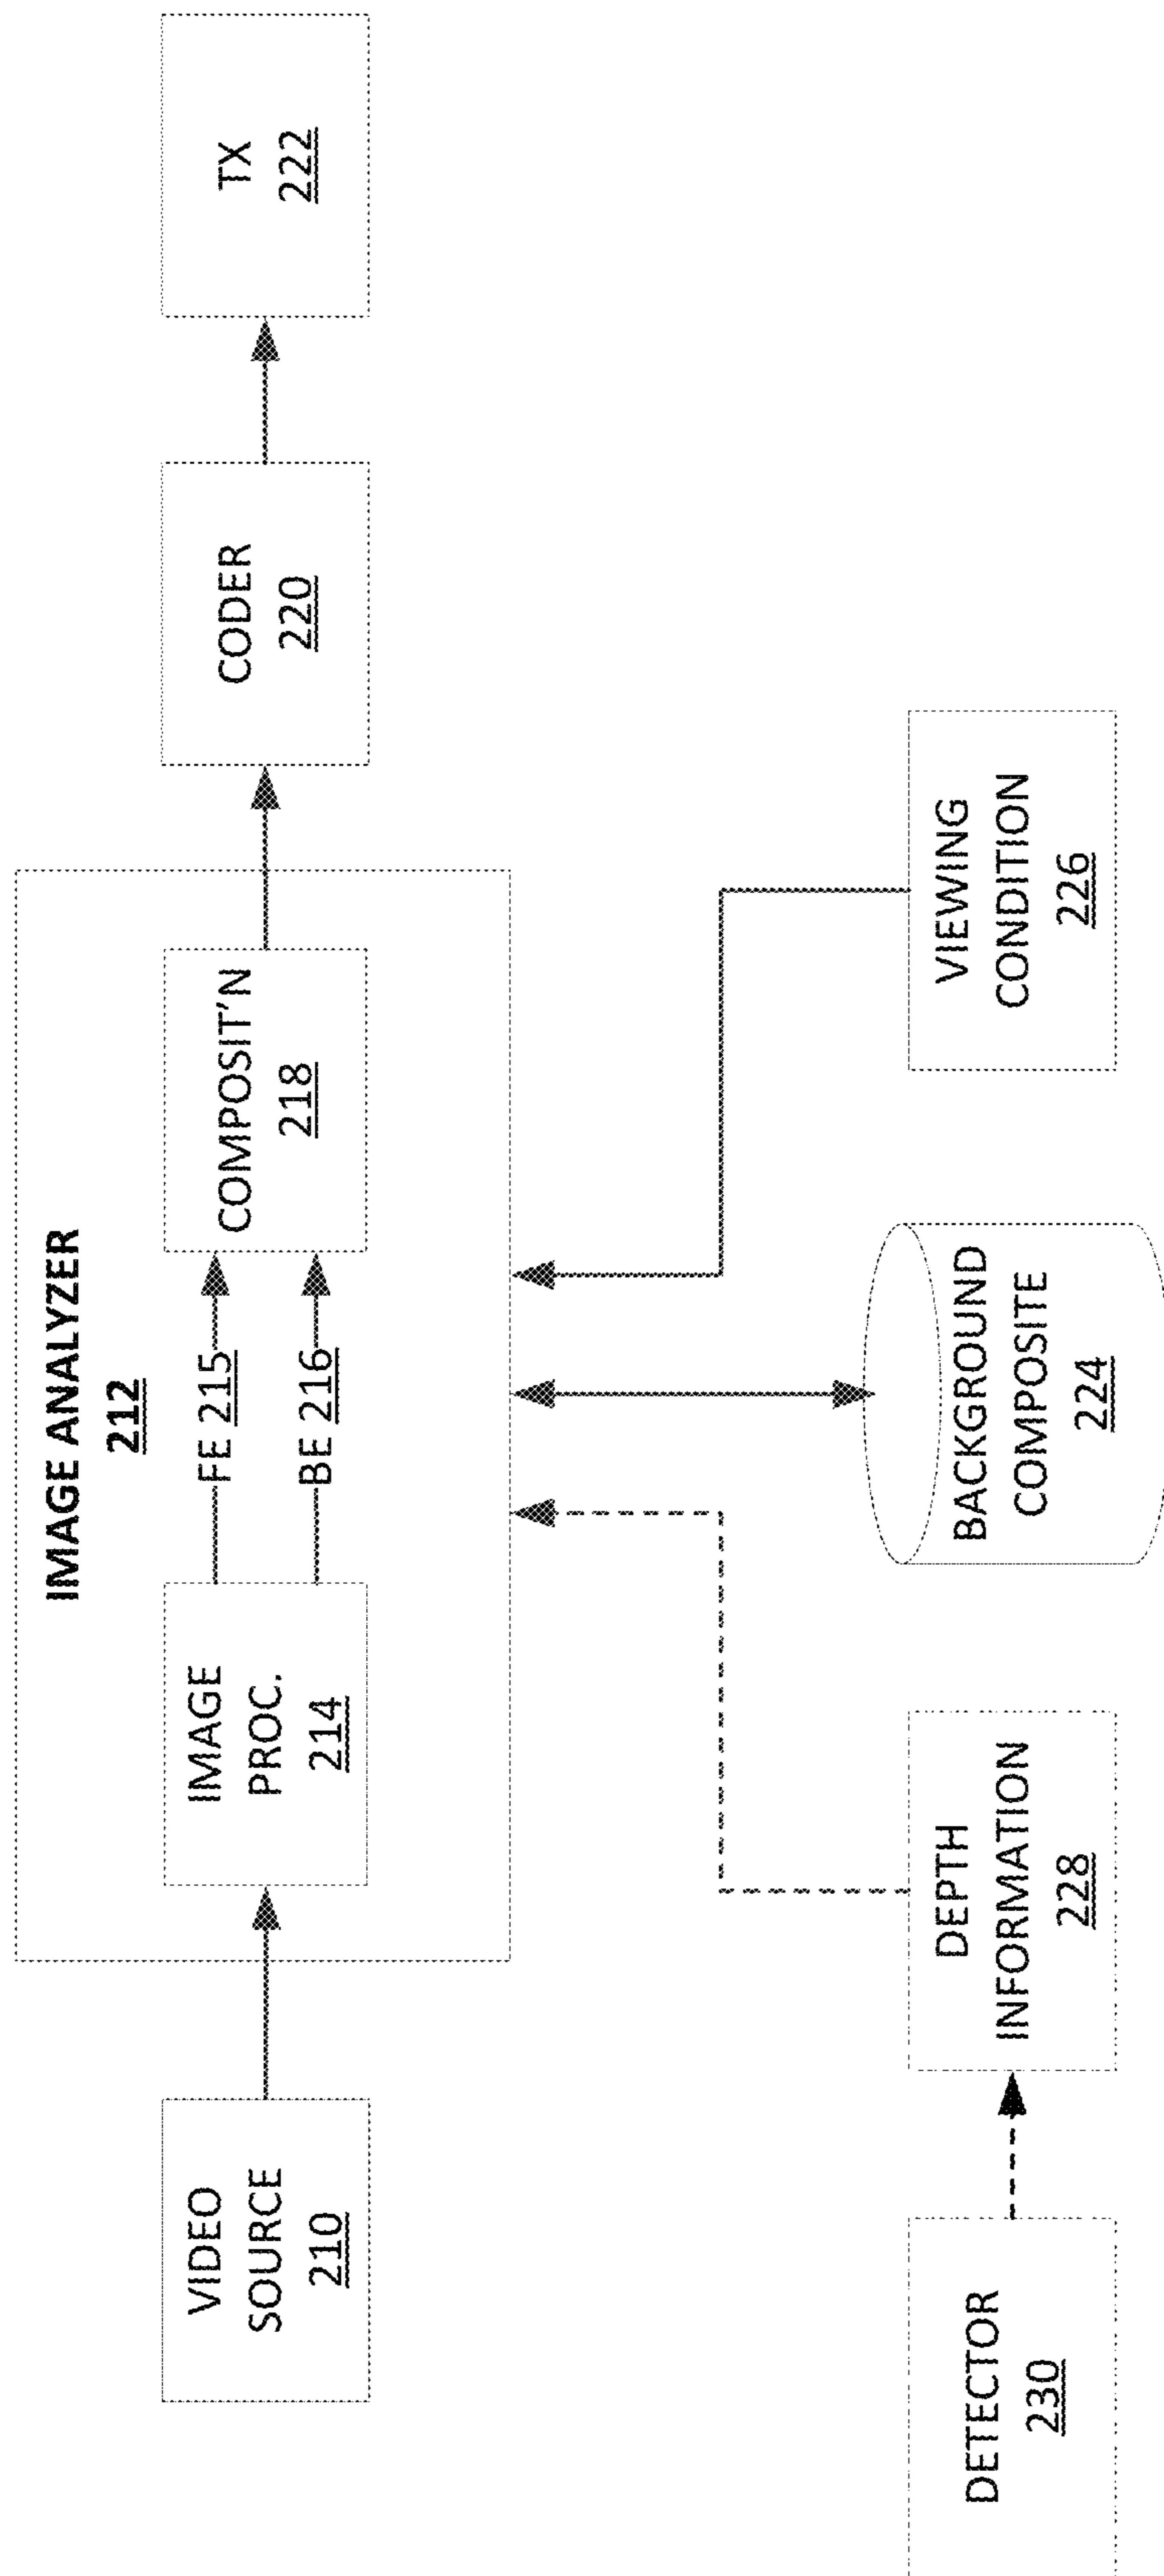 IMAGE ANALYZER
212
VIDEO
SOURCE
210
IMAGE
PROC.
214
FE 215
BE 216
COMPOSIT'N
218
CODER
220
TX
222
DETECTOR
230
DEPTH
INFORMATION
228
BACKGROUND
COMPOSITE
224
VIEWING
CONDITION
226